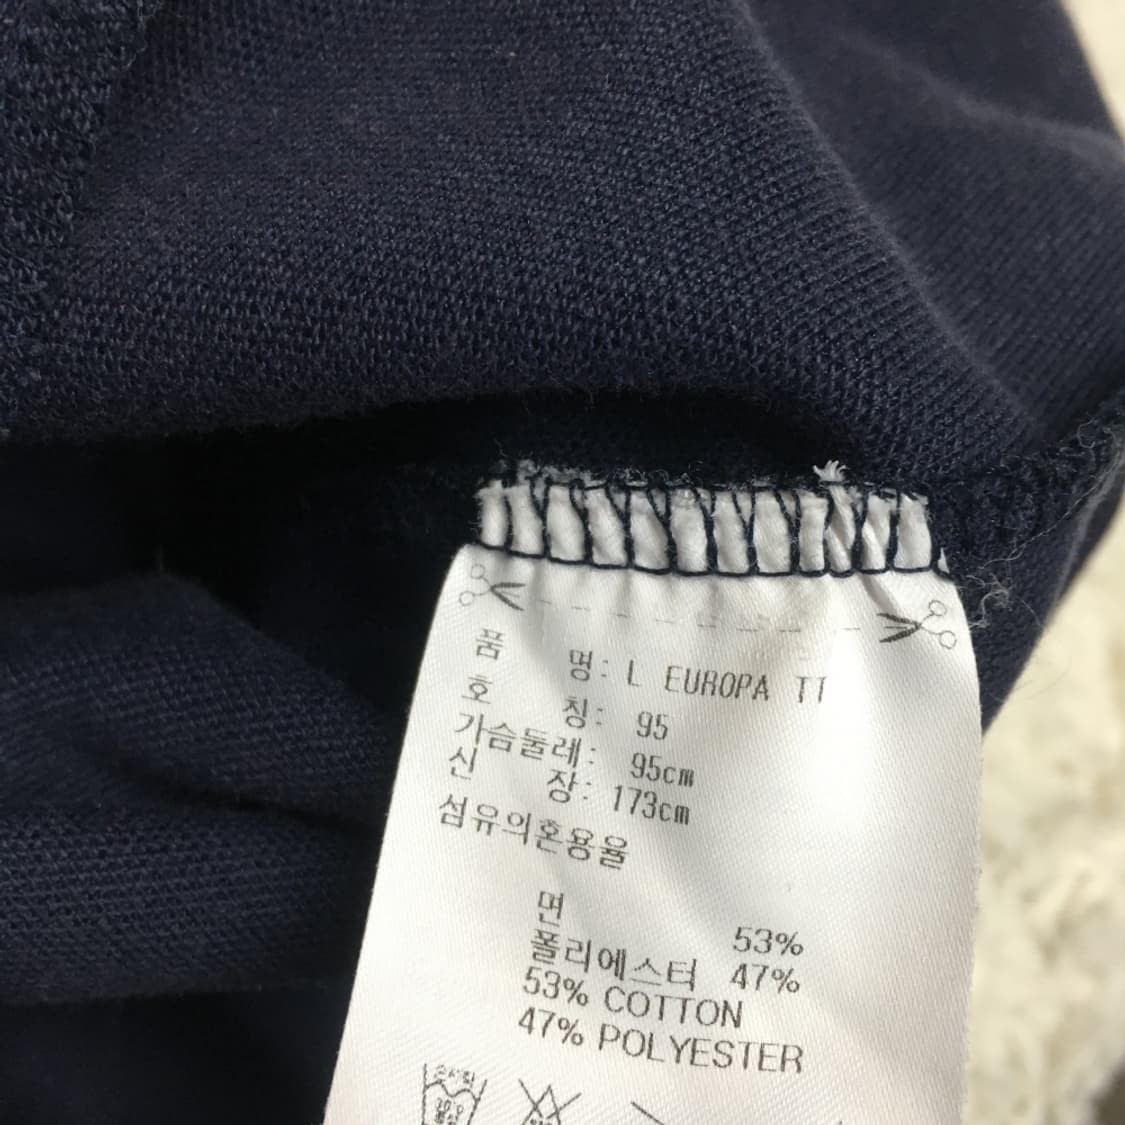 품 명: L EUROPA TT
호 칭: 95
가슴둘레: 95cm
신 장: 173cm
섬유의혼용율
면 53%
폴리에스터 47%
53% COTTON
47% POLYESTER